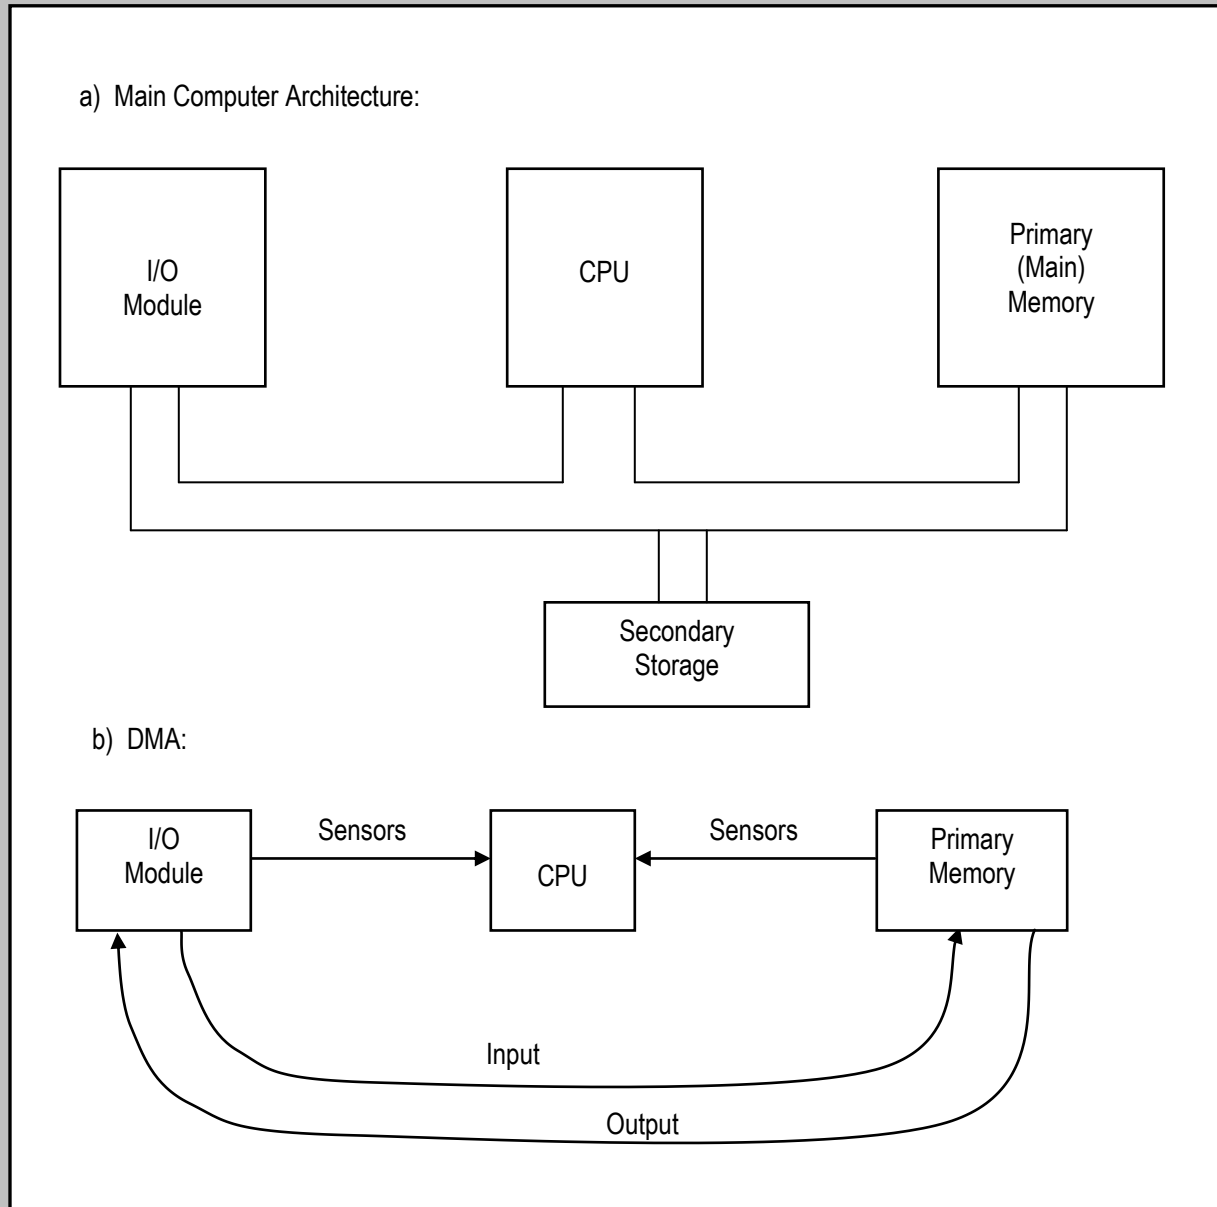 a) Main Computer Architecture:
I/O
Module
CPU
Primary
(Main)
Memory
Secondary
Storage
b) DMA:
I/O
Module
Sensors
CPU
Sensors
Primary
Memory
Input
Output